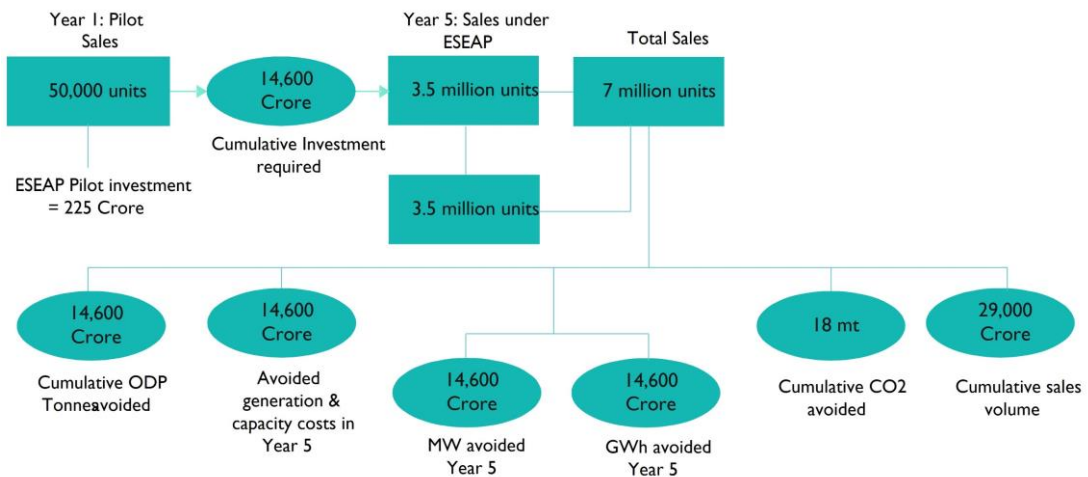 Year 1: Pilot
Sales
Year 5: Sales under
ESEAP
Total Sales
50,000 units
14,600
Crore
3.5 million units
7 million units
Cumulative Investment
required
ESEAP Pilot investment
= 225 Crore
3.5 million units
14,600
Crore
14,600
Crore
14,600
Crore
14,600
Crore
18 mt
29,000
Crore
Cumulative ODP
Tonnes avoided
Avoided
generation &
capacity costs in
Year 5
MW avoided
Year 5
GWh avoided
Year 5
Cumulative CO2
avoided
Cumulative sales
volume